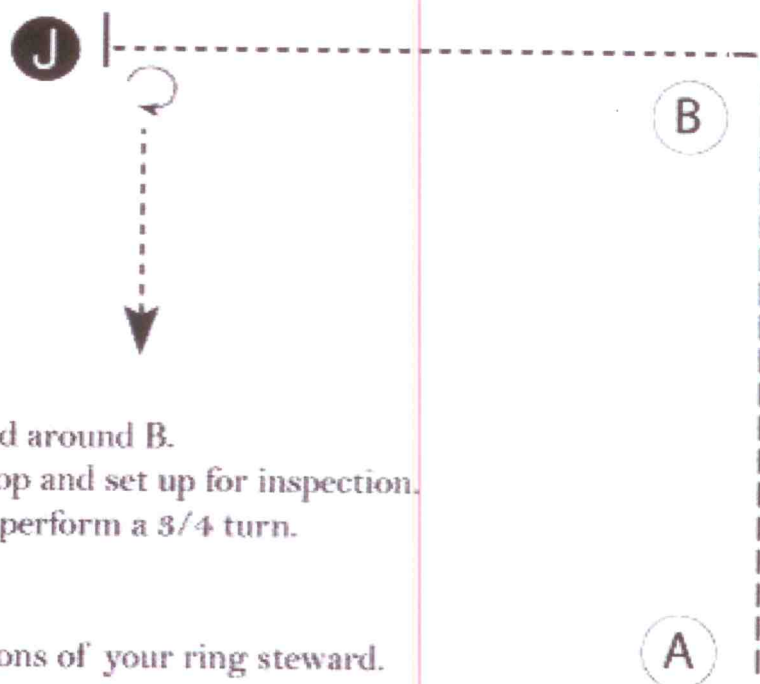 J
B
d around B.
op and set up for inspection.
perform a 3/4 turn.
ons of your ring steward.
A